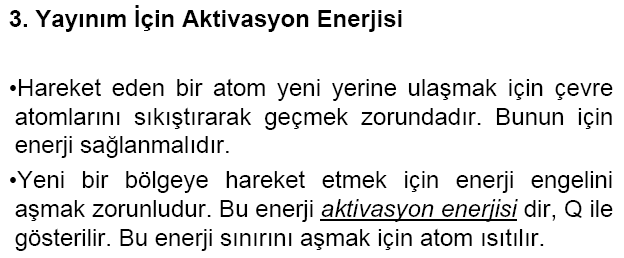 3. Yayınım İçin Aktivasyon Enerjisi
•Hareket eden bir atom yeni yerine ulaşmak için çevre
atomlarını sıkıştırarak geçmek zorundadır. Bunun için
enerji sağlanmalıdır.
•Yeni bir bölgeye hareket etmek için enerji engelini
aşmak zorunludur. Bu enerji aktivasyon enerjisi dir, Q ile
gösterilir. Bu enerji sınırını aşmak için atom ısıtılır.